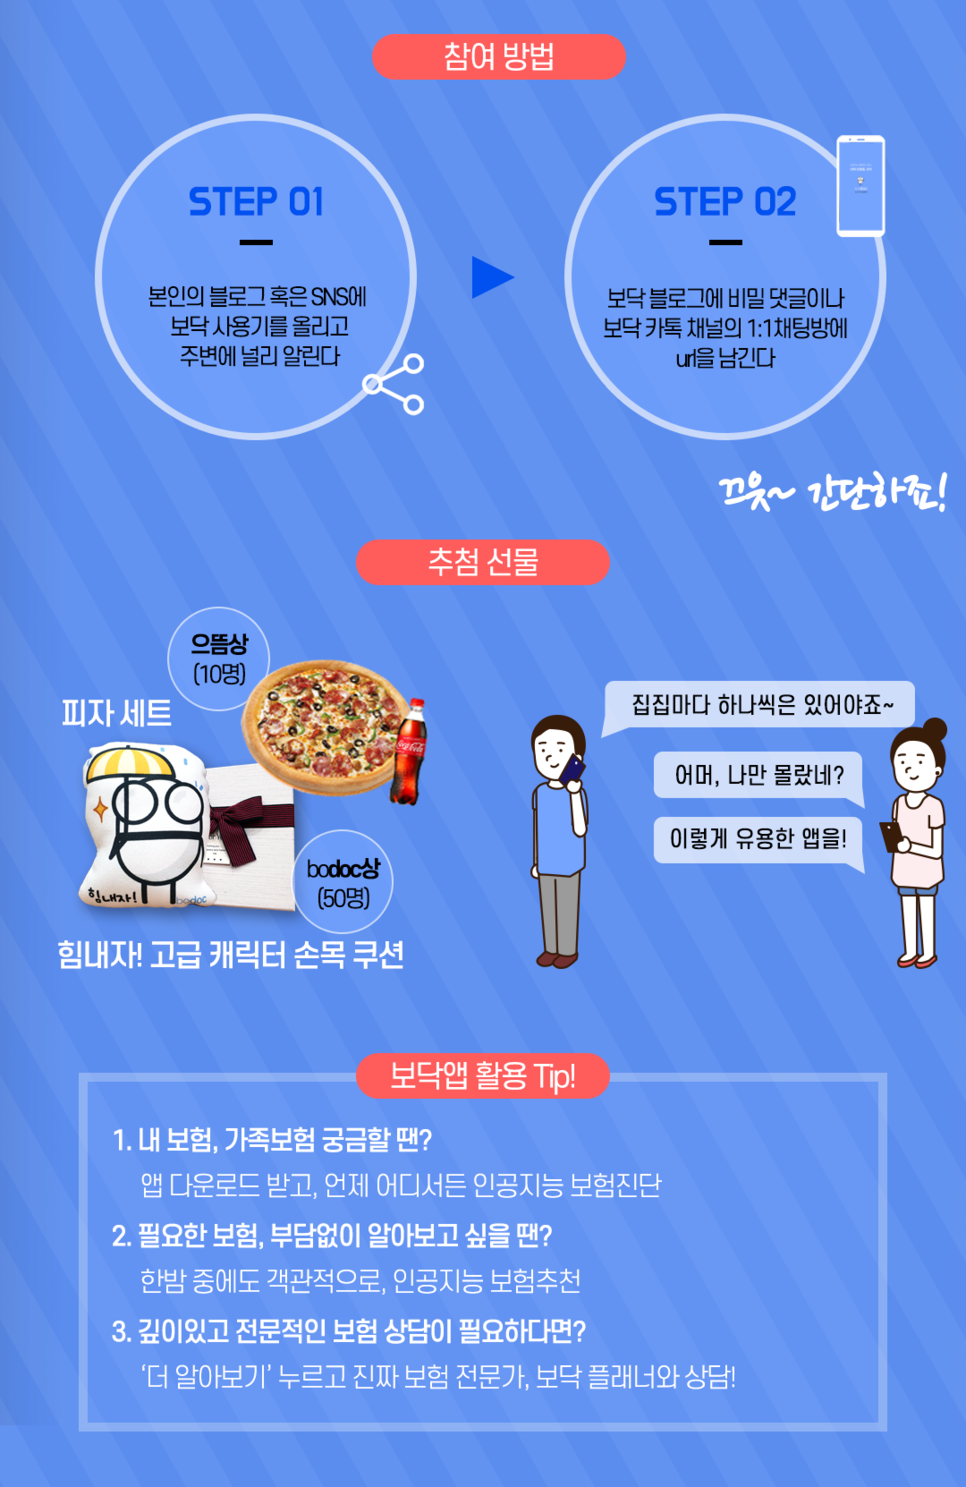 참여 방법
STEP 01
본인의 블로그 혹은 SNS에
보닥 사용기를 올리고
주변에 널리 알린다
STEP 02
보닥 블로그에 비밀 댓글이나
보닥 카톡 채널의 1:1채팅방에
url을 남긴다
끄읏~ 간단하죠!
추첨 선물
으뜸상
(10명)
피자 세트
Coca-Cola
힘내자!
bodoc
bodoc상
(50명)
힘내자! 고급 캐릭터 손목 쿠션
집집마다 하나씩은 있어야죠~
어머, 나만 몰랐네?
이렇게 유용한 앱을!
보닥앱 활용 Tip!
1. 내 보험, 가족보험 궁금할 땐?
앱 다운로드 받고, 언제 어디서든 인공지능 보험진단
2. 필요한 보험, 부담없이 알아보고 싶을 땐?
한밤 중에도 객관적으로, 인공지능 보험추천
3. 깊이있고 전문적인 보험 상담이 필요하다면?
‘더 알아보기’ 누르고 진짜 보험 전문가, 보닥 플래너와 상담!